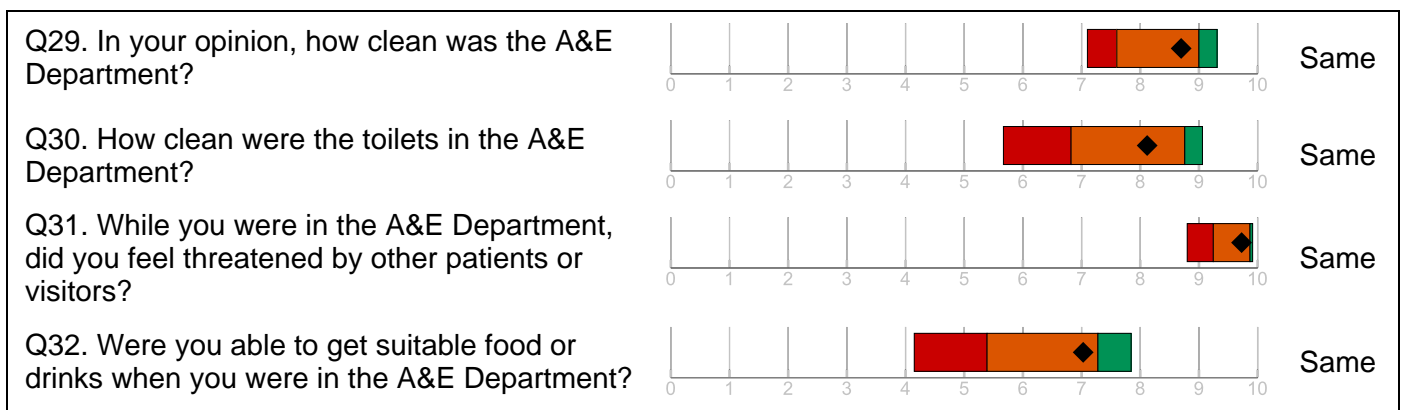 Q29. In your opinion, how clean was the A&E
Department?
Same
0 1 2 3 4 5 6 7 8 9 10
Q30. How clean were the toilets in the A&E
Department?
Same
0 1 2 3 4 5 6 7 8 9 10
Q31. While you were in the A&E Department,
did you feel threatened by other patients or
visitors?
Same
0 1 2 3 4 5 6 7 8 9 10
Q32. Were you able to get suitable food or
drinks when you were in the A&E Department?
Same
0 1 2 3 4 5 6 7 8 9 10